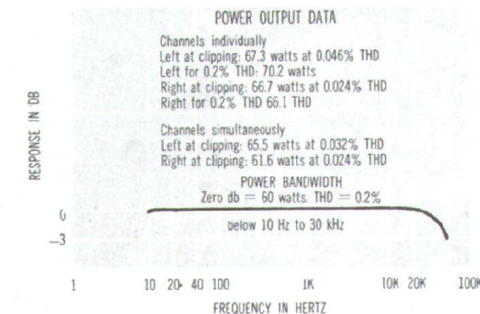 POWER OUTPUT DATA
Channels individually
Left at clipping: 67.3 watts at 0.046% THD
Left for 0.2% THD: 70.2 watts
Right at clipping: 66.7 watts at 0.024% THD
Right for 0.2% THD 66.1 THD
Channels simultaneously
Left at clipping: 65.5 watts at 0.032% THD
Right at clipping: 61.6 watts at 0.024% THD
POWER BANDWIDTH
Zero db = 60 watts. THD = 0.2%
below 10 Hz to 30 kHz
RESPONSE IN DB
0
−3
1 10 20 40 100 1K 10K 20K 100K
FREQUENCY IN HERTZ